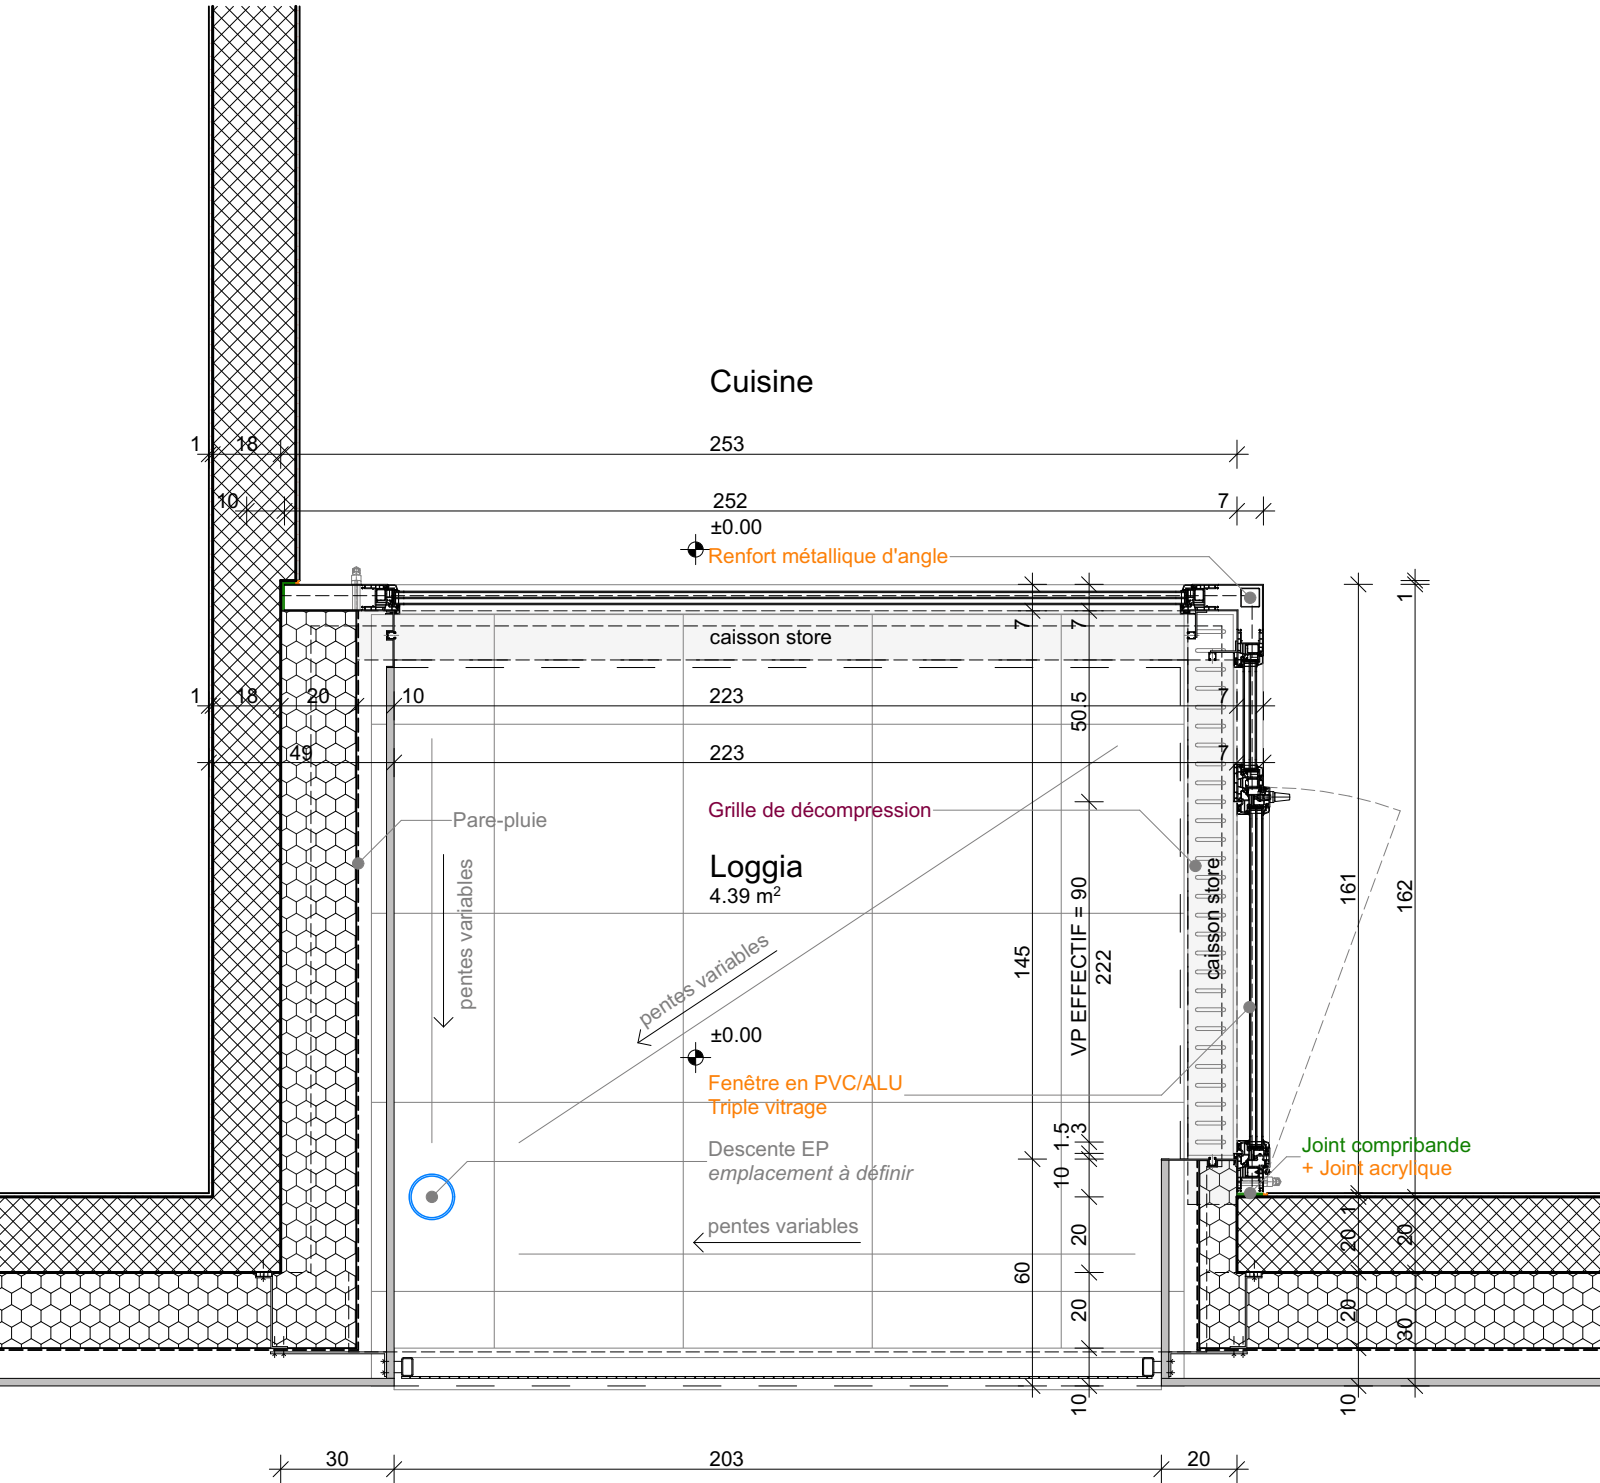 Cuisine
1
18
253
10
252
7
±0.00
Renfort métallique d'angle
1
7
7
caisson store
1
18
20
10
223
7
50.5
49
223
7
Grille de décompression
Pare-pluie
Loggia
4.39 m²
pentes variables
pentes variables
VP EFFECTIF = 90
222
145
caisson store
161
162
±0.00
Fenêtre en PVC/ALU
Triple vitrage
1.5
3
Joint compribande
+ Joint acrylique
Descente EP
emplacement à définir
10
1
pentes variables
20
20
20
60
20
20
30
10
10
30
203
20